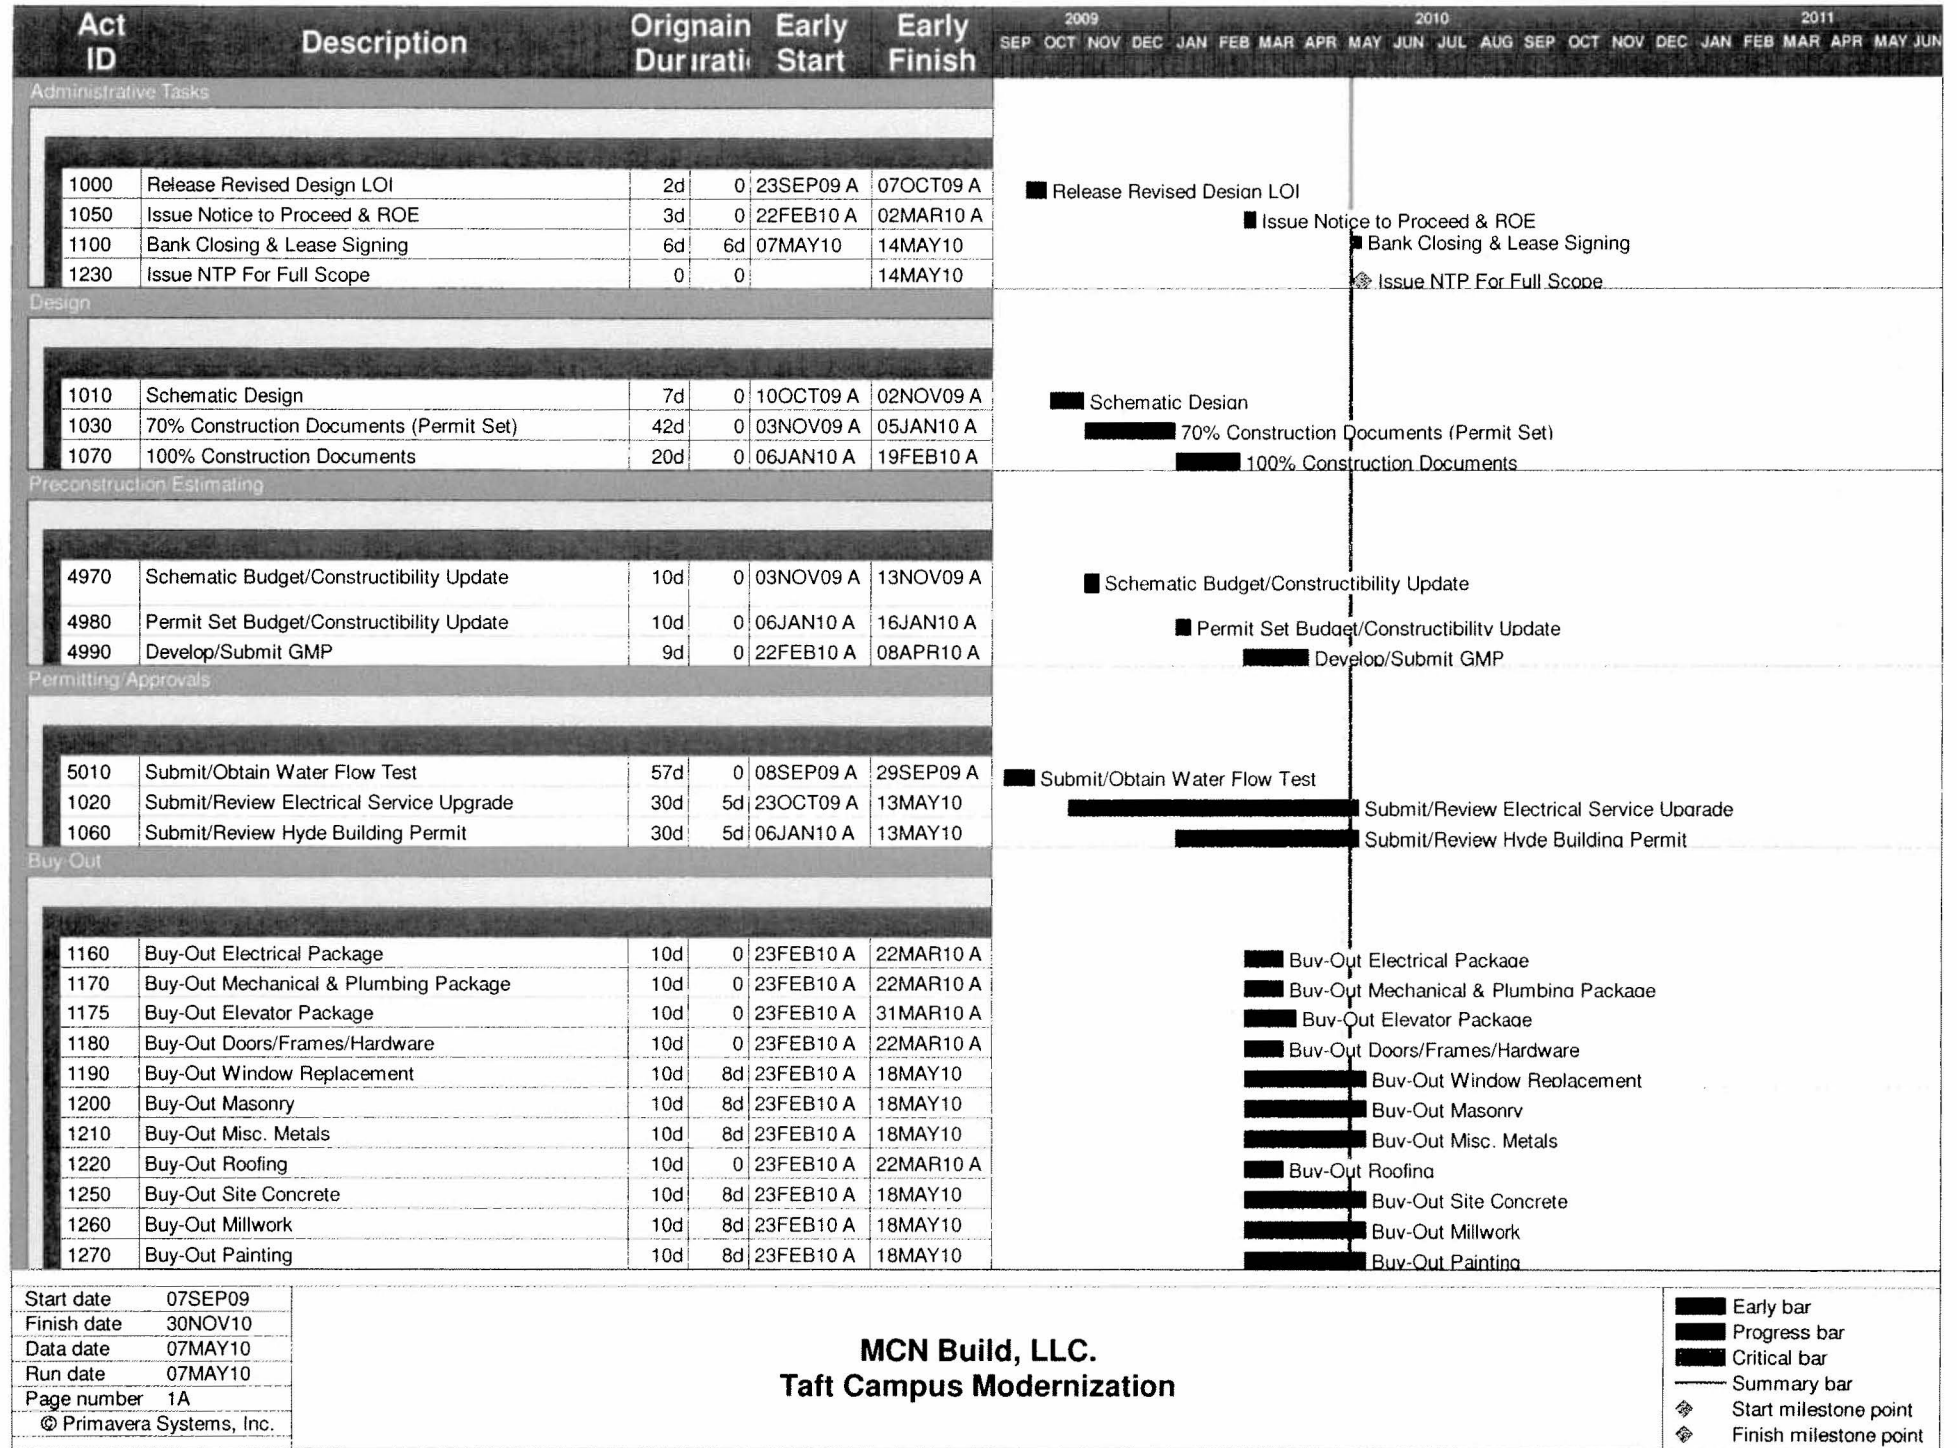 Act ID Description Orignain Durirati Early Start Early Finish
2009 2010 2011
SEP OCT NOV DEC JAN FEB MAR APR MAY JUN JUL AUG SEP OCT NOV DEC JAN FEB MAR APR MAY JUN
Administrative Tasks
1000 Release Revised Design LOI 2d 0 23SEP09 A 07OCT09 A Release Revised Design LOI
1050 Issue Notice to Proceed & ROE 3d 0 22FEB10 A 02MAR10 A Issue Notice to Proceed & ROE
1100 Bank Closing & Lease Signing 6d 6d 07MAY10 14MAY10 Bank Closing & Lease Signing
1230 Issue NTP For Full Scope 0 0 14MAY10 Issue NTP For Full Scope
Design
1010 Schematic Design 7d 0 10OCT09 A 02NOV09 A Schematic Design
1030 70% Construction Documents (Permit Set) 42d 0 03NOV09 A 05JAN10 A 70% Construction Documents (Permit Set)
1070 100% Construction Documents 20d 0 06JAN10 A 19FEB10 A 100% Construction Documents
Preconstruction Estimating
4970 Schematic Budget/Constructibility Update 10d 0 03NOV09 A 13NOV09 A Schematic Budget/Constructibility Update
4980 Permit Set Budget/Constructibility Update 10d 0 06JAN10 A 16JAN10 A Permit Set Budget/Constructibility Update
4990 Develop/Submit GMP 9d 0 22FEB10 A 08APR10 A Develop/Submit GMP
Permitting/Approvals
5010 Submit/Obtain Water Flow Test 57d 0 08SEP09 A 29SEP09 A Submit/Obtain Water Flow Test
1020 Submit/Review Electrical Service Upgrade 30d 5d 23OCT09 A 13MAY10 Submit/Review Electrical Service Upgrade
1060 Submit/Review Hyde Building Permit 30d 5d 06JAN10 A 13MAY10 Submit/Review Hyde Building Permit
Buy-Out
1160 Buy-Out Electrical Package 10d 0 23FEB10 A 22MAR10 A Buy-Out Electrical Package
1170 Buy-Out Mechanical & Plumbing Package 10d 0 23FEB10 A 22MAR10 A Buy-Out Mechanical & Plumbing Package
1175 Buy-Out Elevator Package 10d 0 23FEB10 A 31MAR10 A Buy-Out Elevator Package
1180 Buy-Out Doors/Frames/Hardware 10d 0 23FEB10 A 22MAR10 A Buy-Out Doors/Frames/Hardware
1190 Buy-Out Window Replacement 10d 8d 23FEB10 A 18MAY10 Buy-Out Window Replacement
1200 Buy-Out Masonry 10d 8d 23FEB10 A 18MAY10 Buy-Out Masonry
1210 Buy-Out Misc. Metals 10d 8d 23FEB10 A 18MAY10 Buy-Out Misc. Metals
1220 Buy-Out Roofing 10d 0 23FEB10 A 22MAR10 A Buy-Out Roofing
1250 Buy-Out Site Concrete 10d 8d 23FEB10 A 18MAY10 Buy-Out Site Concrete
1260 Buy-Out Millwork 10d 8d 23FEB10 A 18MAY10 Buy-Out Millwork
1270 Buy-Out Painting 10d 8d 23FEB10 A 18MAY10 Buy-Out Painting
Start date 07SEP09
Finish date 30NOV10
Data date 07MAY10
Run date 07MAY10
Page number 1A
© Primavera Systems, Inc.
MCN Build, LLC.
Taft Campus Modernization
Early bar
Progress bar
Critical bar
Summary bar
Start milestone point
Finish milestone point